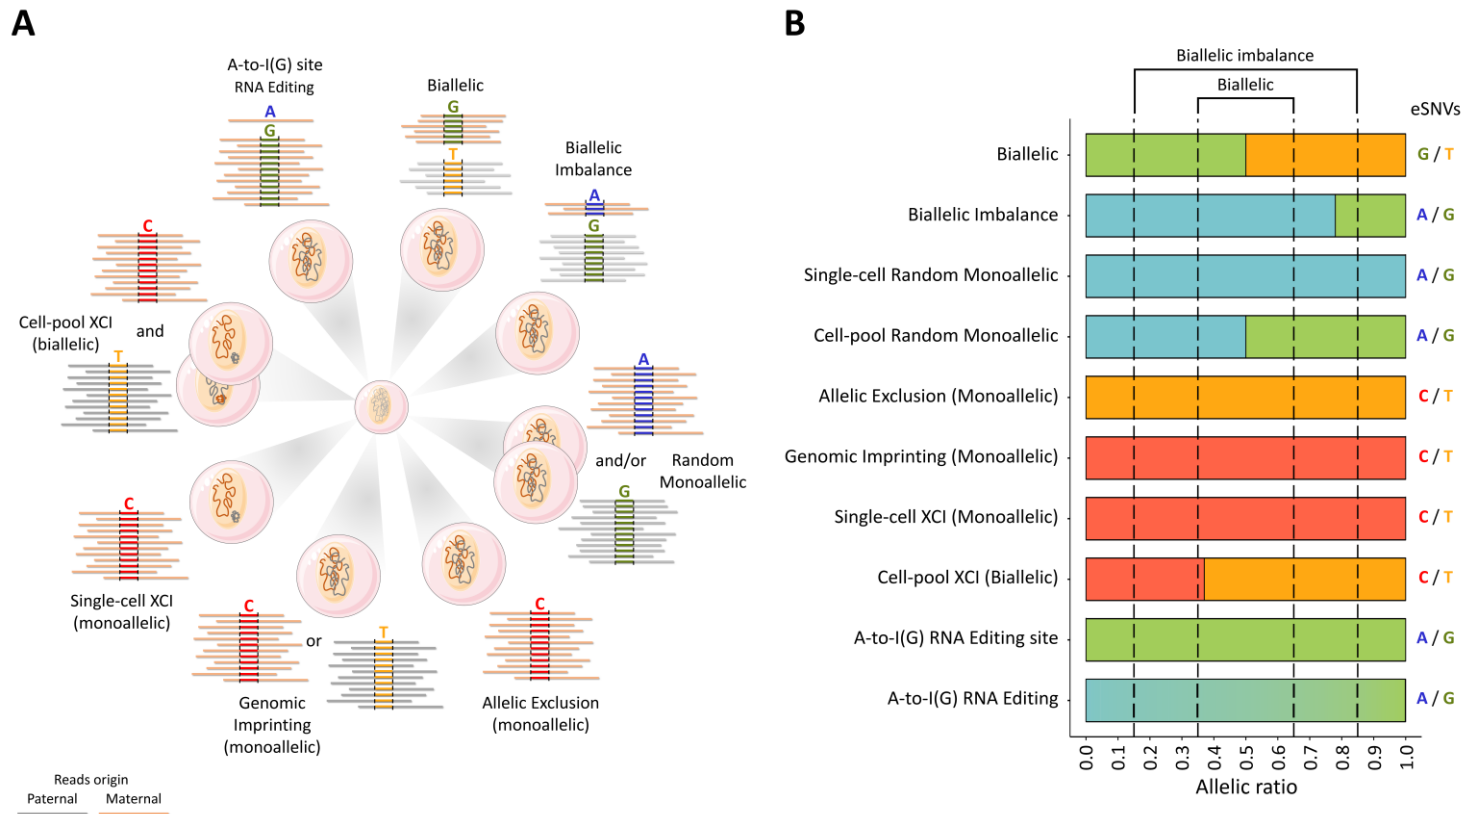 A
A-to-I(G) site
RNA Editing
A
G
Biallelic
G
T
Biallelic
Imbalance
A
G
C
Cell-pool XCI
(biallelic)
and
T
A
and/or
Random
Monoallelic
G
C
Single-cell XCI
(monoallelic)
C
or
T
Genomic
Imprinting
(monoallelic)
C
Allelic Exclusion
(monoallelic)
Reads origin
Paternal Maternal
B
Biallelic imbalance
Biallelic
eSNVs
Biallelic G / T
Biallelic Imbalance A / G
Single-cell Random Monoallelic A / G
Cell-pool Random Monoallelic A / G
Allelic Exclusion (Monoallelic) C / T
Genomic Imprinting (Monoallelic) C / T
Single-cell XCI (Monoallelic) C / T
Cell-pool XCI (Biallelic) C / T
A-to-I(G) RNA Editing site A / G
A-to-I(G) RNA Editing A / G
0.0 0.1 0.2 0.3 0.4 0.5 0.6 0.7 0.8 0.9 1.0
Allelic ratio